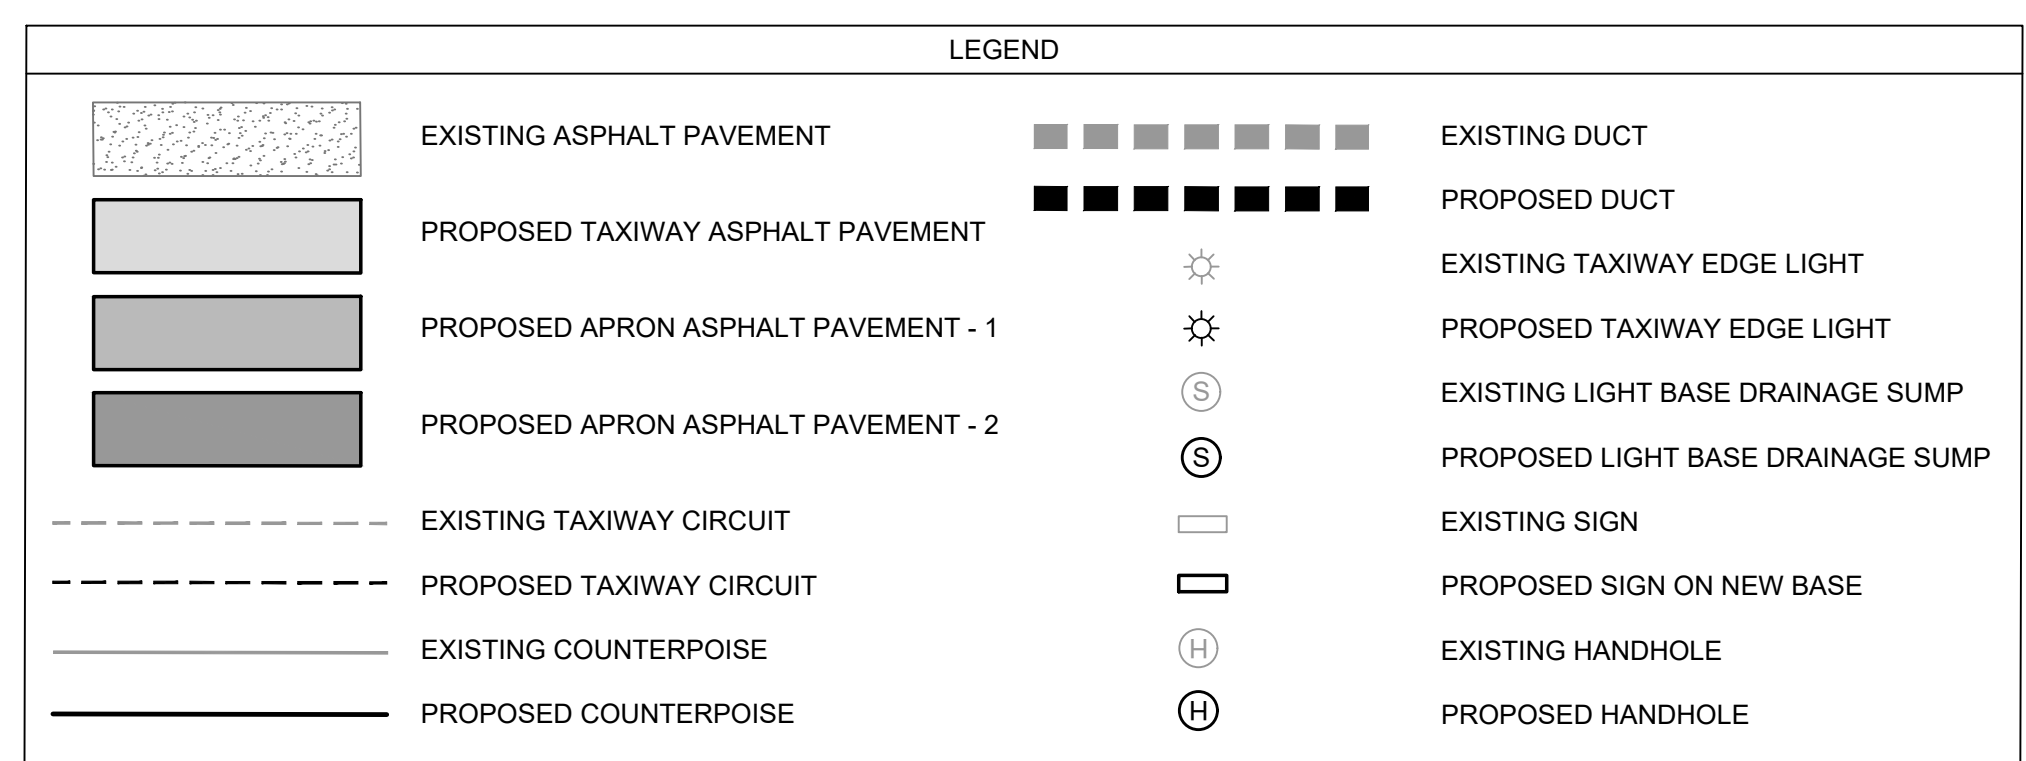 LEGEND
EXISTING ASPHALT PAVEMENT
PROPOSED TAXIWAY ASPHALT PAVEMENT
PROPOSED APRON ASPHALT PAVEMENT - 1
PROPOSED APRON ASPHALT PAVEMENT - 2
EXISTING TAXIWAY CIRCUIT
PROPOSED TAXIWAY CIRCUIT
EXISTING COUNTERPOISE
PROPOSED COUNTERPOISE
EXISTING DUCT
PROPOSED DUCT
EXISTING TAXIWAY EDGE LIGHT
PROPOSED TAXIWAY EDGE LIGHT
S EXISTING LIGHT BASE DRAINAGE SUMP
S PROPOSED LIGHT BASE DRAINAGE SUMP
EXISTING SIGN
PROPOSED SIGN ON NEW BASE
H EXISTING HANDHOLE
H PROPOSED HANDHOLE